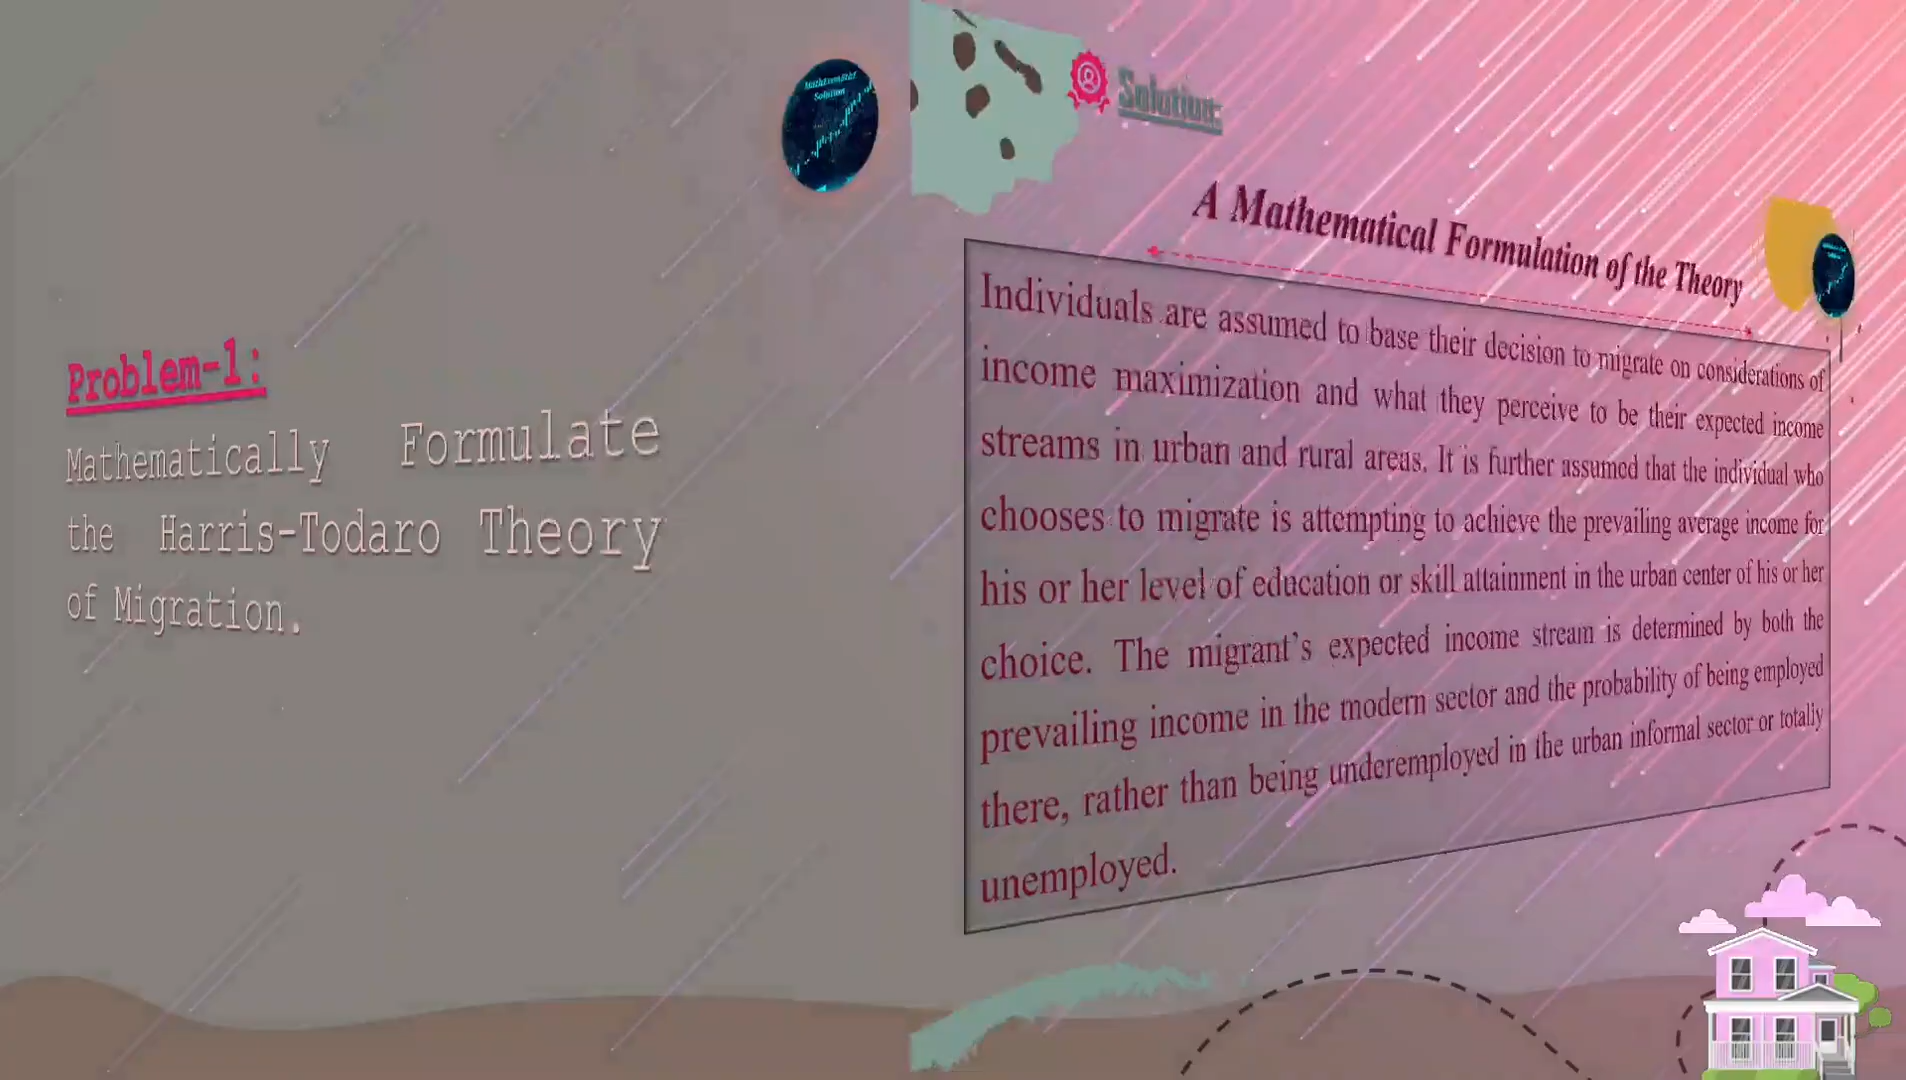 Problem-1:
Mathematically Formulate
the Harris-Todaro Theory
of Migration.
Solution
Solution:
A Mathematical Formulation of the Theory
Individuals are assumed to base their decision to migrate on considerations of
income maximization and what they perceive to be their expected income
streams in urban and rural areas. It is further assumed that the individual who
chooses to migrate is attempting to achieve the prevailing average income for
his or her level of education or skill attainment in the urban center of his or her
choice. The migrant's expected income stream is determined by both the
prevailing income in the modern sector and the probability of being employed
there, rather than being underemployed in the urban informal sector or totally
unemployed.